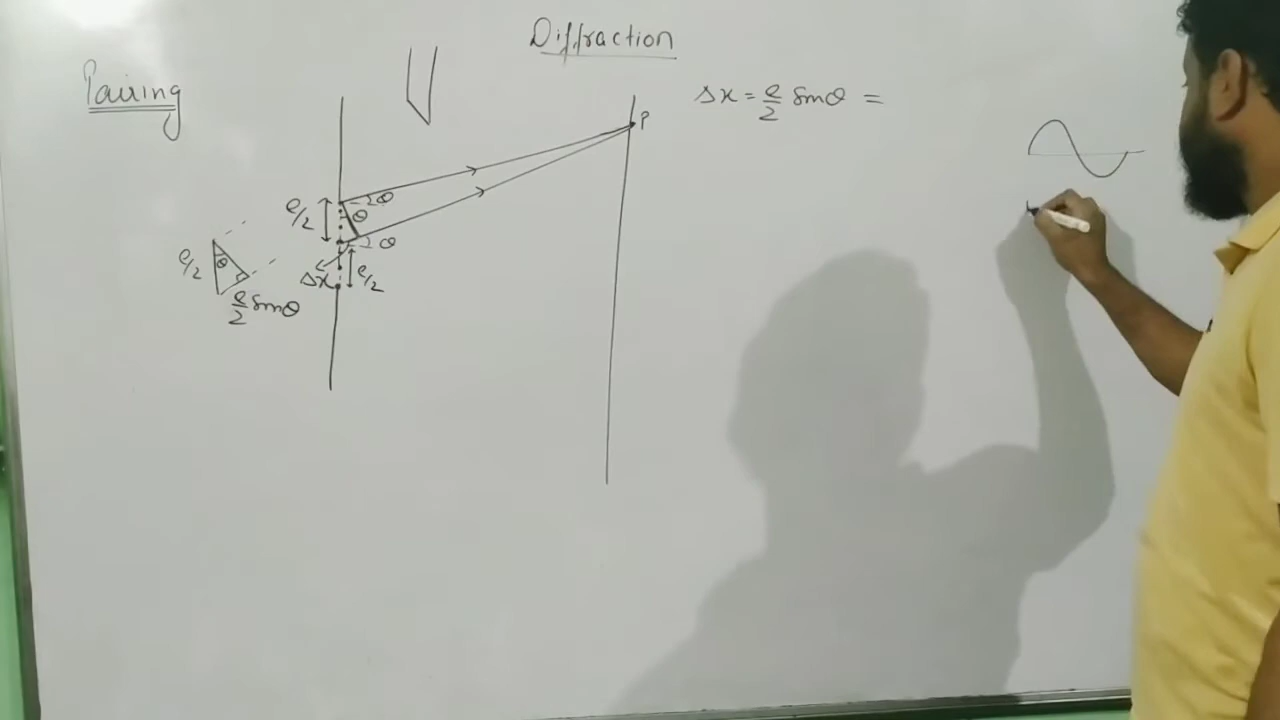 Diffraction
Pairing
Δx = e/2 Sinθ =
P
θ
e/2
θ
θ
e/2
θ
Δx
e/2
e/2 Sinθ